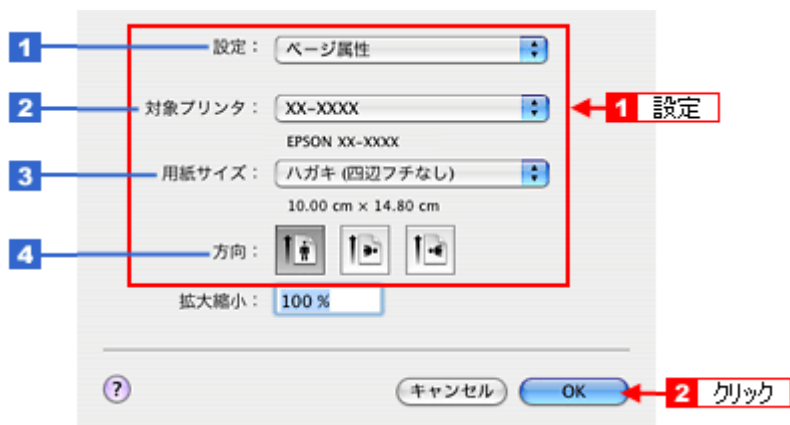 1 設定： ページ属性
2 対象プリンタ： XX-XXXX 1 設定
EPSON XX-XXXX
3 用紙サイズ： ハガキ (四辺フチなし)
10.00 cm × 14.80 cm
4 方向：
拡大縮小： 100 %
? キャンセル OK 2 クリック